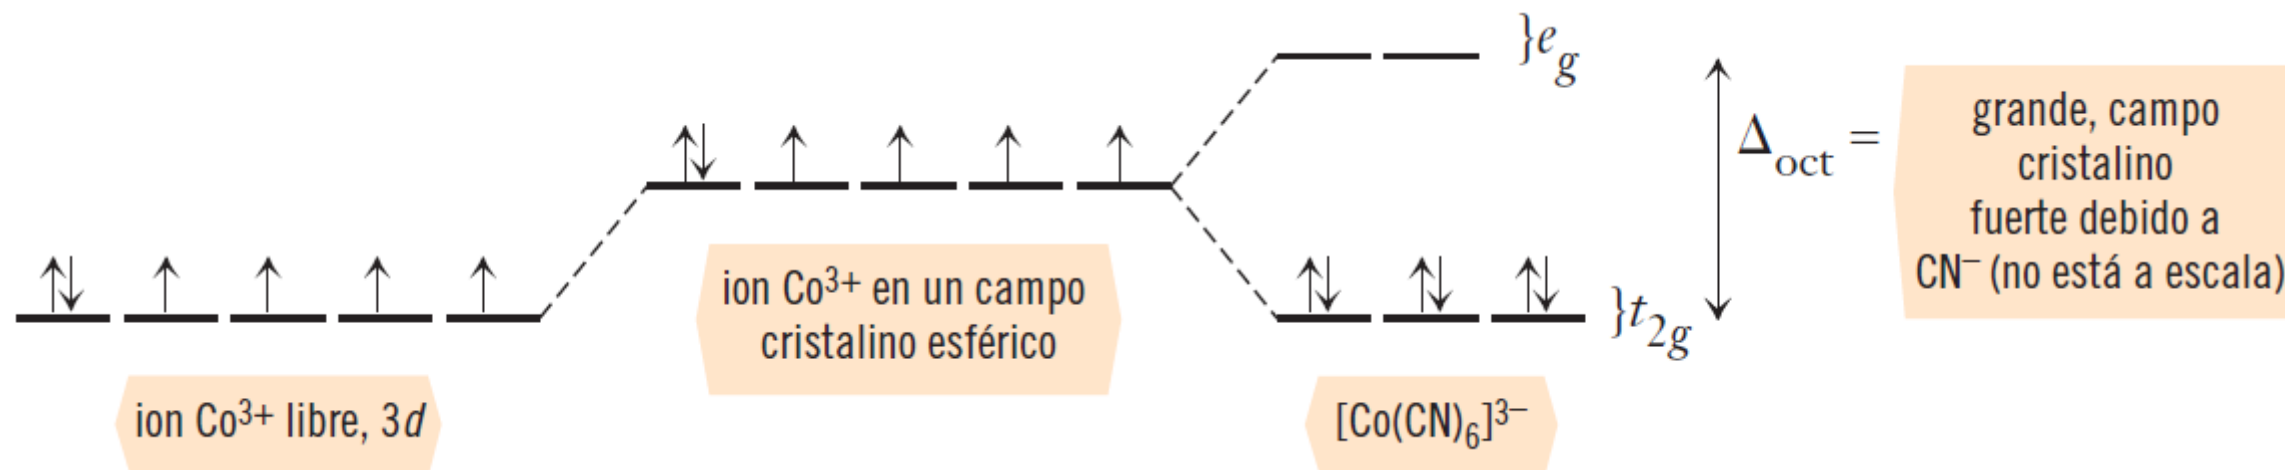 }e_g
Δ_oct =
grande, campo
cristalino
fuerte debido a
CN⁻ (no está a escala)
ion Co³⁺ en un campo
cristalino esférico
}t_2g
ion Co³⁺ libre, 3d
[Co(CN)₆]³⁻